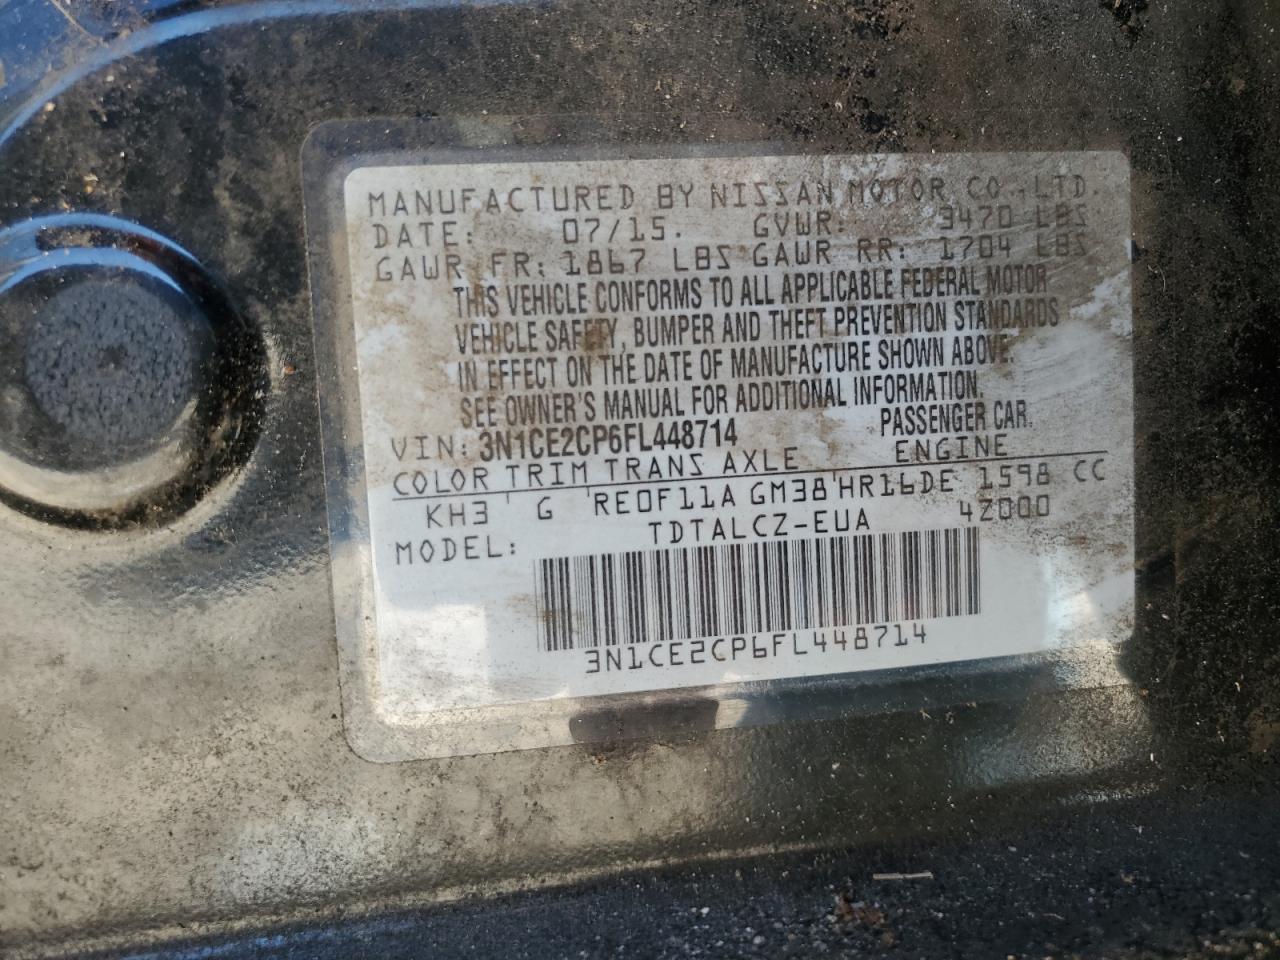 MANUFACTURED BY NISSAN MOTOR CO.,LTD.
DATE: 07/15. GVWR: 3470 LBS
GAWR FR: 1867 LBS GAWR RR: 1704 LBS
THIS VEHICLE CONFORMS TO ALL APPLICABLE FEDERAL MOTOR
VEHICLE SAFETY, BUMPER AND THEFT PREVENTION STANDARDS
IN EFFECT ON THE DATE OF MANUFACTURE SHOWN ABOVE.
SEE OWNER'S MANUAL FOR ADDITIONAL INFORMATION.
VIN: 3N1CE2CP6FL448714 PASSENGER CAR.
COLOR TRIM TRANS AXLE ENGINE
KH3 ' G 'RE0F11A GM38'HR16DE 1598 CC
MODEL: TDTALCZ-EUA 4Z000
3N1CE2CP6FL448714